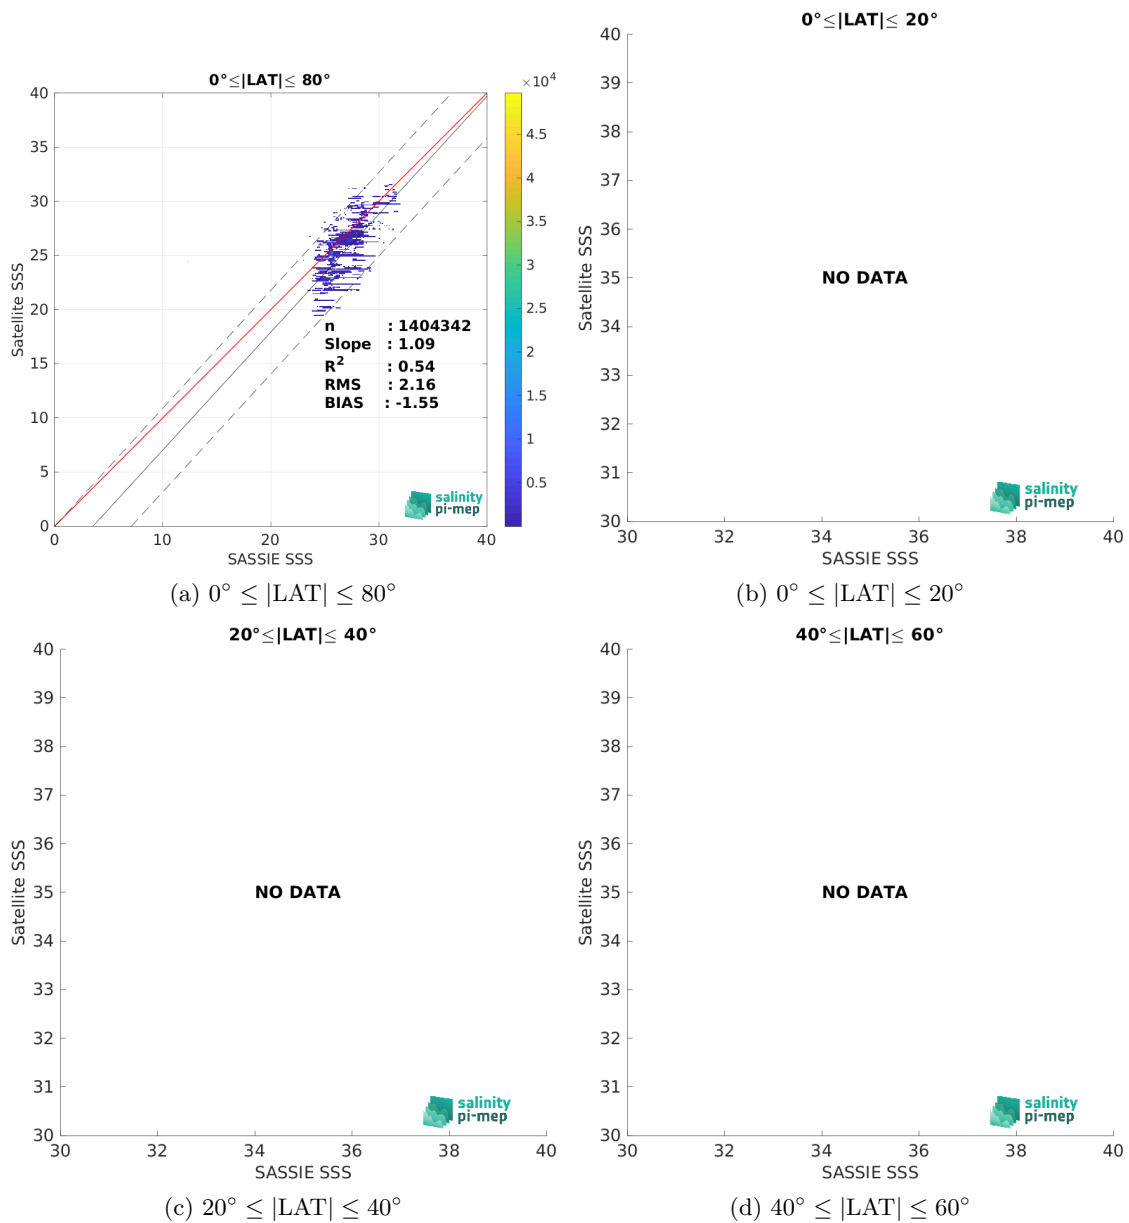 0°≤|LAT|≤ 80°
×10⁴
40
35
30
25
20
15
10
5
0
0
10
20
30
40
4.5
4
3.5
3
2.5
2
1.5
1
0.5
Satellite SSS
SASSIE SSS
n : 1404342
Slope : 1.09
R² : 0.54
RMS : 2.16
BIAS : -1.55
salinity
pi-mep
(a) 0° ≤ |LAT| ≤ 80°
0°≤|LAT|≤ 20°
40
39
38
37
36
35
34
33
32
31
30
30
32
34
36
38
40
Satellite SSS
SASSIE SSS
NO DATA
salinity
pi-mep
(b) 0° ≤ |LAT| ≤ 20°
20°≤|LAT|≤ 40°
40
39
38
37
36
35
34
33
32
31
30
30
32
34
36
38
40
Satellite SSS
SASSIE SSS
NO DATA
salinity
pi-mep
(c) 20° ≤ |LAT| ≤ 40°
40°≤|LAT|≤ 60°
40
39
38
37
36
35
34
33
32
31
30
30
32
34
36
38
40
Satellite SSS
SASSIE SSS
NO DATA
salinity
pi-mep
(d) 40° ≤ |LAT| ≤ 60°